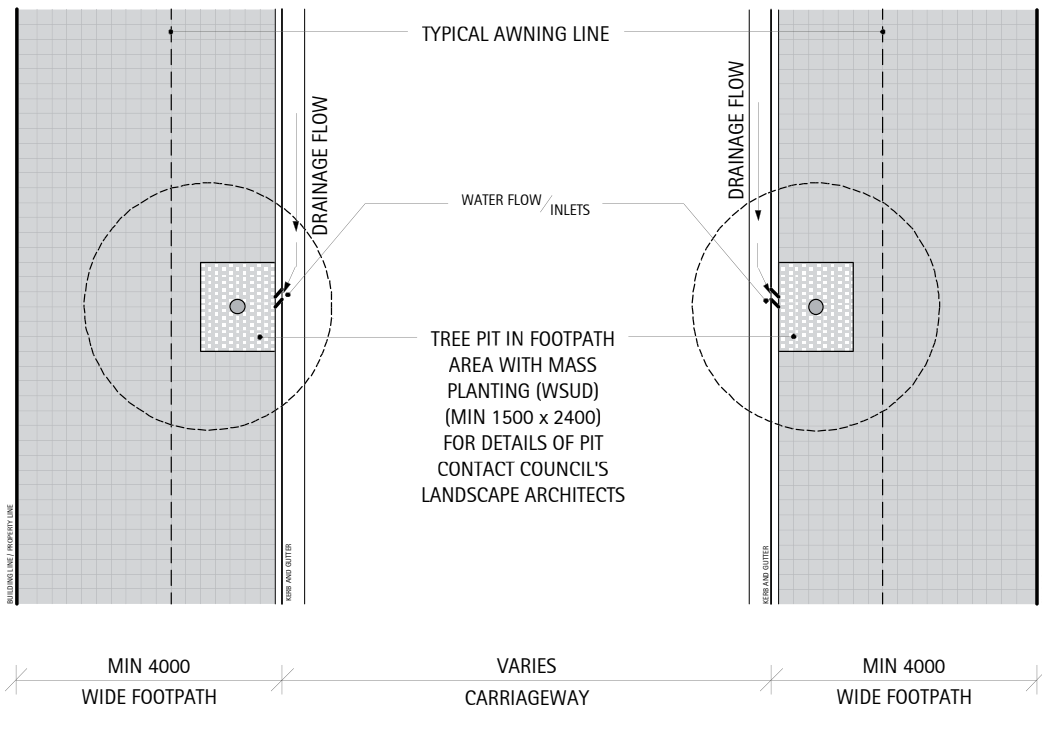 TYPICAL AWNING LINE
DRAINAGE FLOW
DRAINAGE FLOW
WATER FLOW / INLETS
TREE PIT IN FOOTPATH
AREA WITH MASS
PLANTING (WSUD)
(MIN 1500 x 2400)
FOR DETAILS OF PIT
CONTACT COUNCIL'S
LANDSCAPE ARCHITECTS
BUILDING LINE/ PROPERTY LINE
KERB AND GUTTER
KERB AND GUTTER
MIN 4000
WIDE FOOTPATH
VARIES
CARRIAGEWAY
MIN 4000
WIDE FOOTPATH